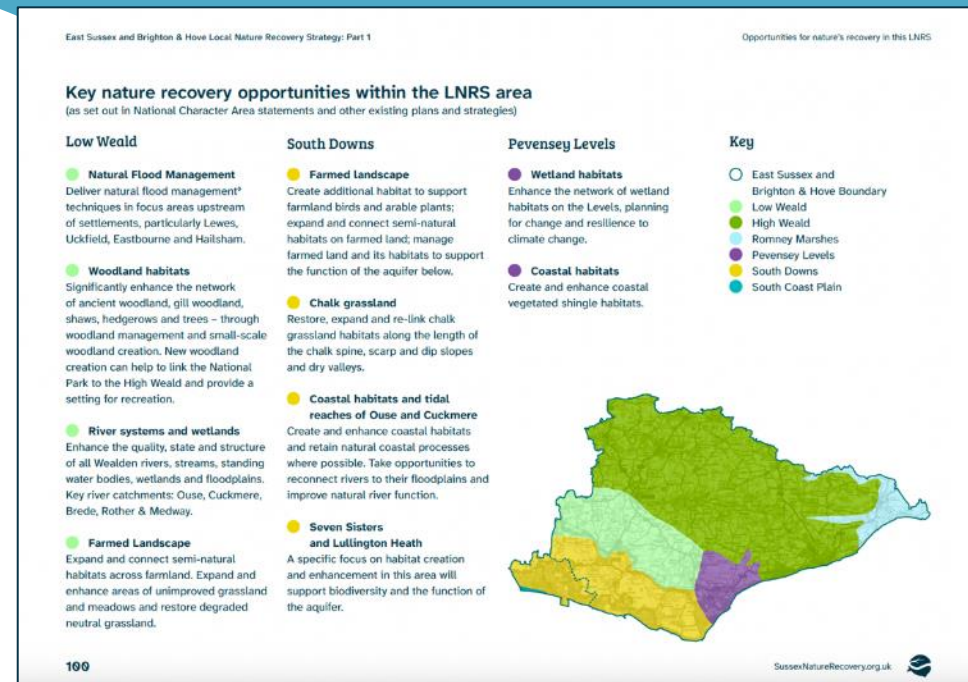 East Sussex and Brighton & Hove Local Nature Recovery Strategy: Part 1
Opportunities for nature's recovery in this LNRS
Key nature recovery opportunities within the LNRS area
(as set out in National Character Area statements and other existing plans and strategies)
Low Weald
Natural Flood Management
Deliver natural flood management*
techniques in focus areas upstream
of settlements, particularly Lewes,
Uckfield, Eastbourne and Hailsham.
Woodland habitats
Significantly enhance the network
of ancient woodland, gill woodland,
shaws, hedgerows and trees – through
woodland management and small-scale
woodland creation. New woodland
creation can help to link the National
Park to the High Weald and provide a
setting for recreation.
River systems and wetlands
Enhance the quality, state and structure
of all Wealden rivers, streams, standing
water bodies, wetlands and floodplains.
Key river catchments: Ouse, Cuckmere,
Brede, Rother & Medway.
Farmed Landscape
Expand and connect semi-natural
habitats across farmland. Expand and
enhance areas of unimproved grassland
and meadows and restore degraded
neutral grassland.
South Downs
Farmed landscape
Create additional habitat to support
farmland birds and arable plants;
expand and connect semi-natural
habitats on farmed land; manage
farmed land and its habitats to support
the function of the aquifer below.
Chalk grassland
Restore, expand and re-link chalk
grassland habitats along the length of
the chalk spine, scarp and dip slopes
and dry valleys.
Coastal habitats and tidal
reaches of Ouse and Cuckmere
Create and enhance coastal habitats
and retain natural coastal processes
where possible. Take opportunities to
reconnect rivers to their floodplains and
improve natural river function.
Seven Sisters
and Lullington Heath
A specific focus on habitat creation
and enhancement in this area will
support biodiversity and the function of
the aquifer.
Pevensey Levels
Wetland habitats
Enhance the network of wetland
habitats on the Levels, planning
for change and resilience to
climate change.
Coastal habitats
Create and enhance coastal
vegetated shingle habitats.
Key
East Sussex and
Brighton & Hove Boundary
Low Weald
High Weald
Romney Marshes
Pevensey Levels
South Downs
South Coast Plain
100
SussexNatureRecovery.org.uk